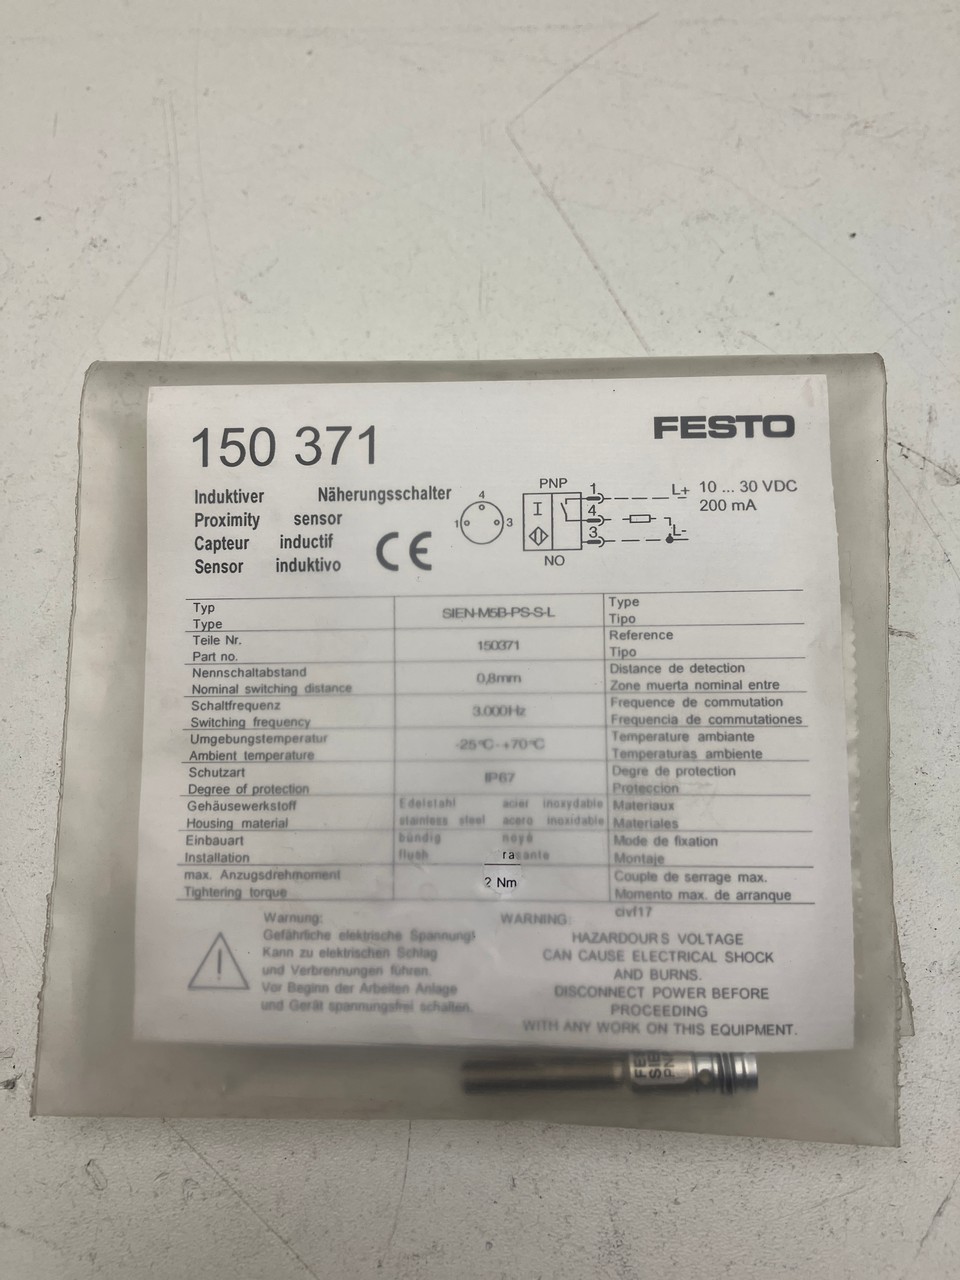 150 371
FESTO
Induktiver Näherungsschalter
Proximity sensor
Capteur inductif
Sensor induktivo
CE
4
1 3
PNP
I
1
4
3
NO
L+ 10 ... 30 VDC
200 mA
L-
Typ
Type
SIEN-M5B-PS-S-L
Type
Tipo
Teile Nr.
Part no.
150371
Reference
Tipo
Nennschaltabstand
Nominal switching distance
0,8mm
Distance de detection
Zone muerta nominal entre
Schaltfrequenz
Switching frequency
3.000Hz
Frequence de commutation
Frequencia de commutationes
Umgebungstemperatur
Ambient temperature
-25°C -+70°C
Temperature ambiante
Temperaturas ambiente
Schutzart
Degree of protection
IP67
Degre de protection
Proteccion
Gehäusewerkstoff
Housing material
Edelstahl acier inoxydable
stainless steel acero inoxidable
Materiaux
Materiales
Einbauart
Installation
bündig noyé
flush rasante
Mode de fixation
Montaje
max. Anzugsdrehmoment
Tightering torque
2 Nm
Couple de serrage max.
Momento max. de arranque
civf17
Warnung:
Gefährliche elektrische Spannung!
Kann zu elektrischen Schlag
und Verbrennungen führen.
Vor Beginn der Arbeiten Anlage
und Gerät spannungsfrei schalten.
WARNING:
HAZARDOURS VOLTAGE
CAN CAUSE ELECTRICAL SHOCK
AND BURNS.
DISCONNECT POWER BEFORE
PROCEEDING
WITH ANY WORK ON THIS EQUIPMENT.
FES
SIE
PNP